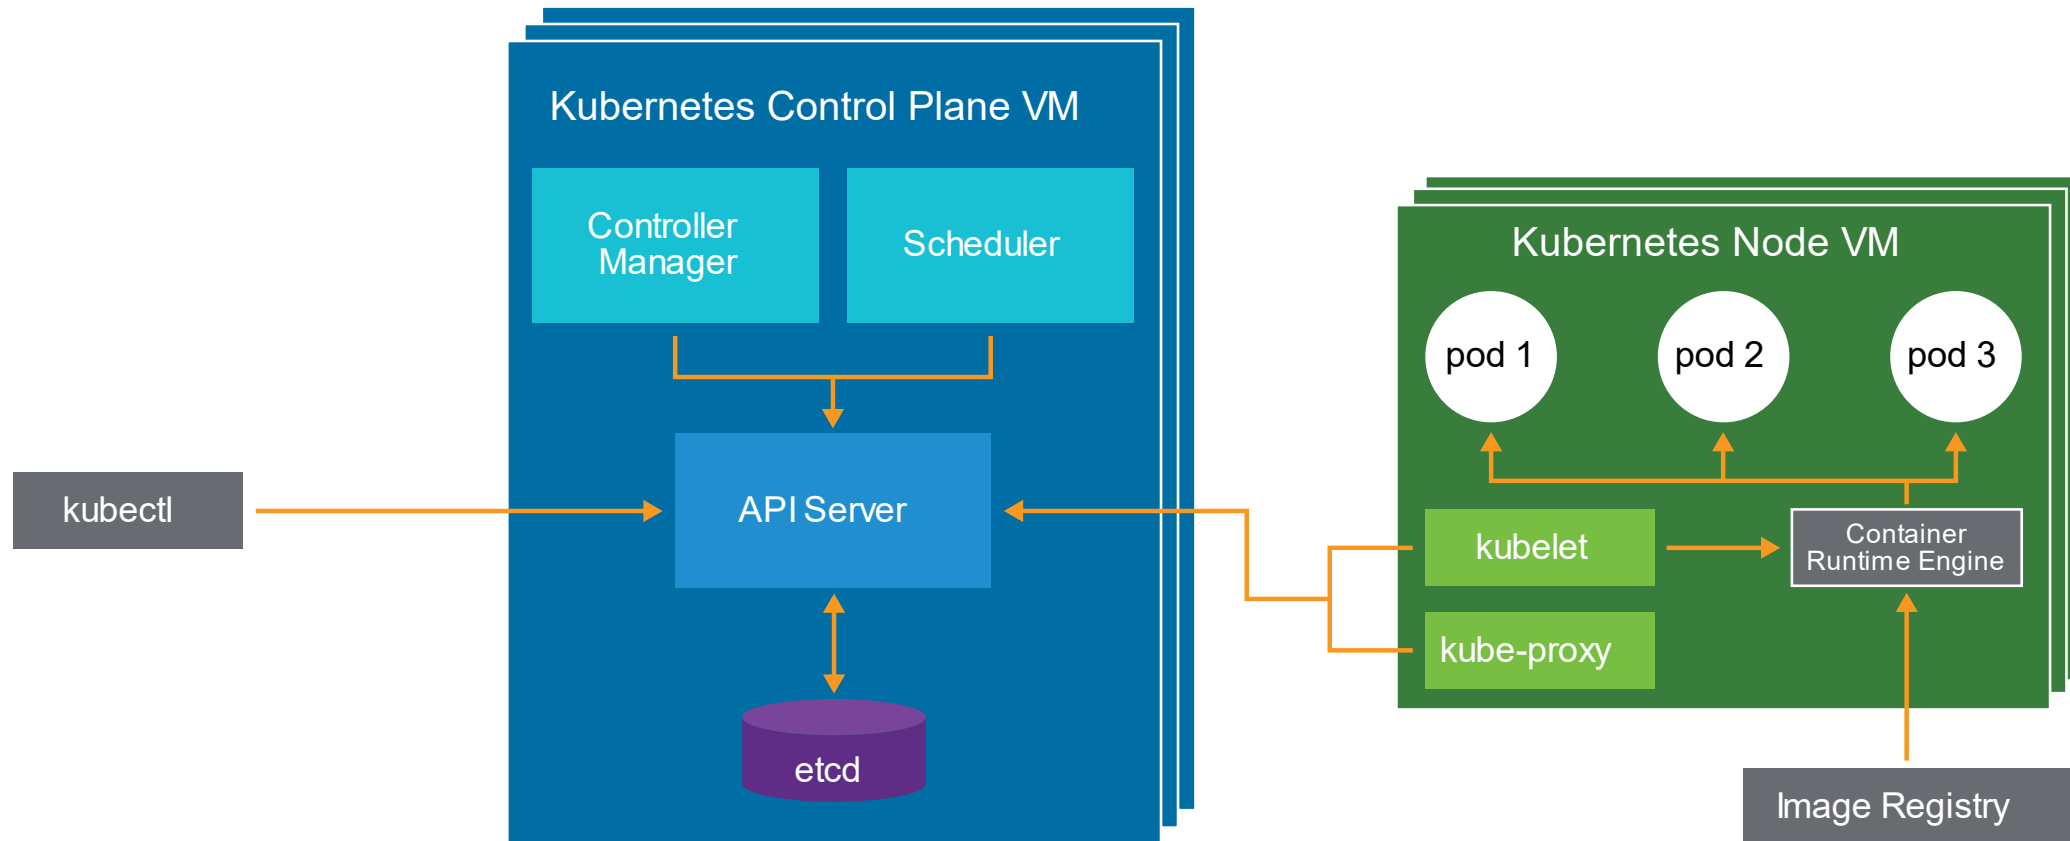 Kubernetes Control Plane VM
Controller
Manager
Scheduler
API Server
etcd
kubectl
Kubernetes Node VM
pod 1
pod 2
pod 3
kubelet
Container
Runtime Engine
kube-proxy
Image Registry